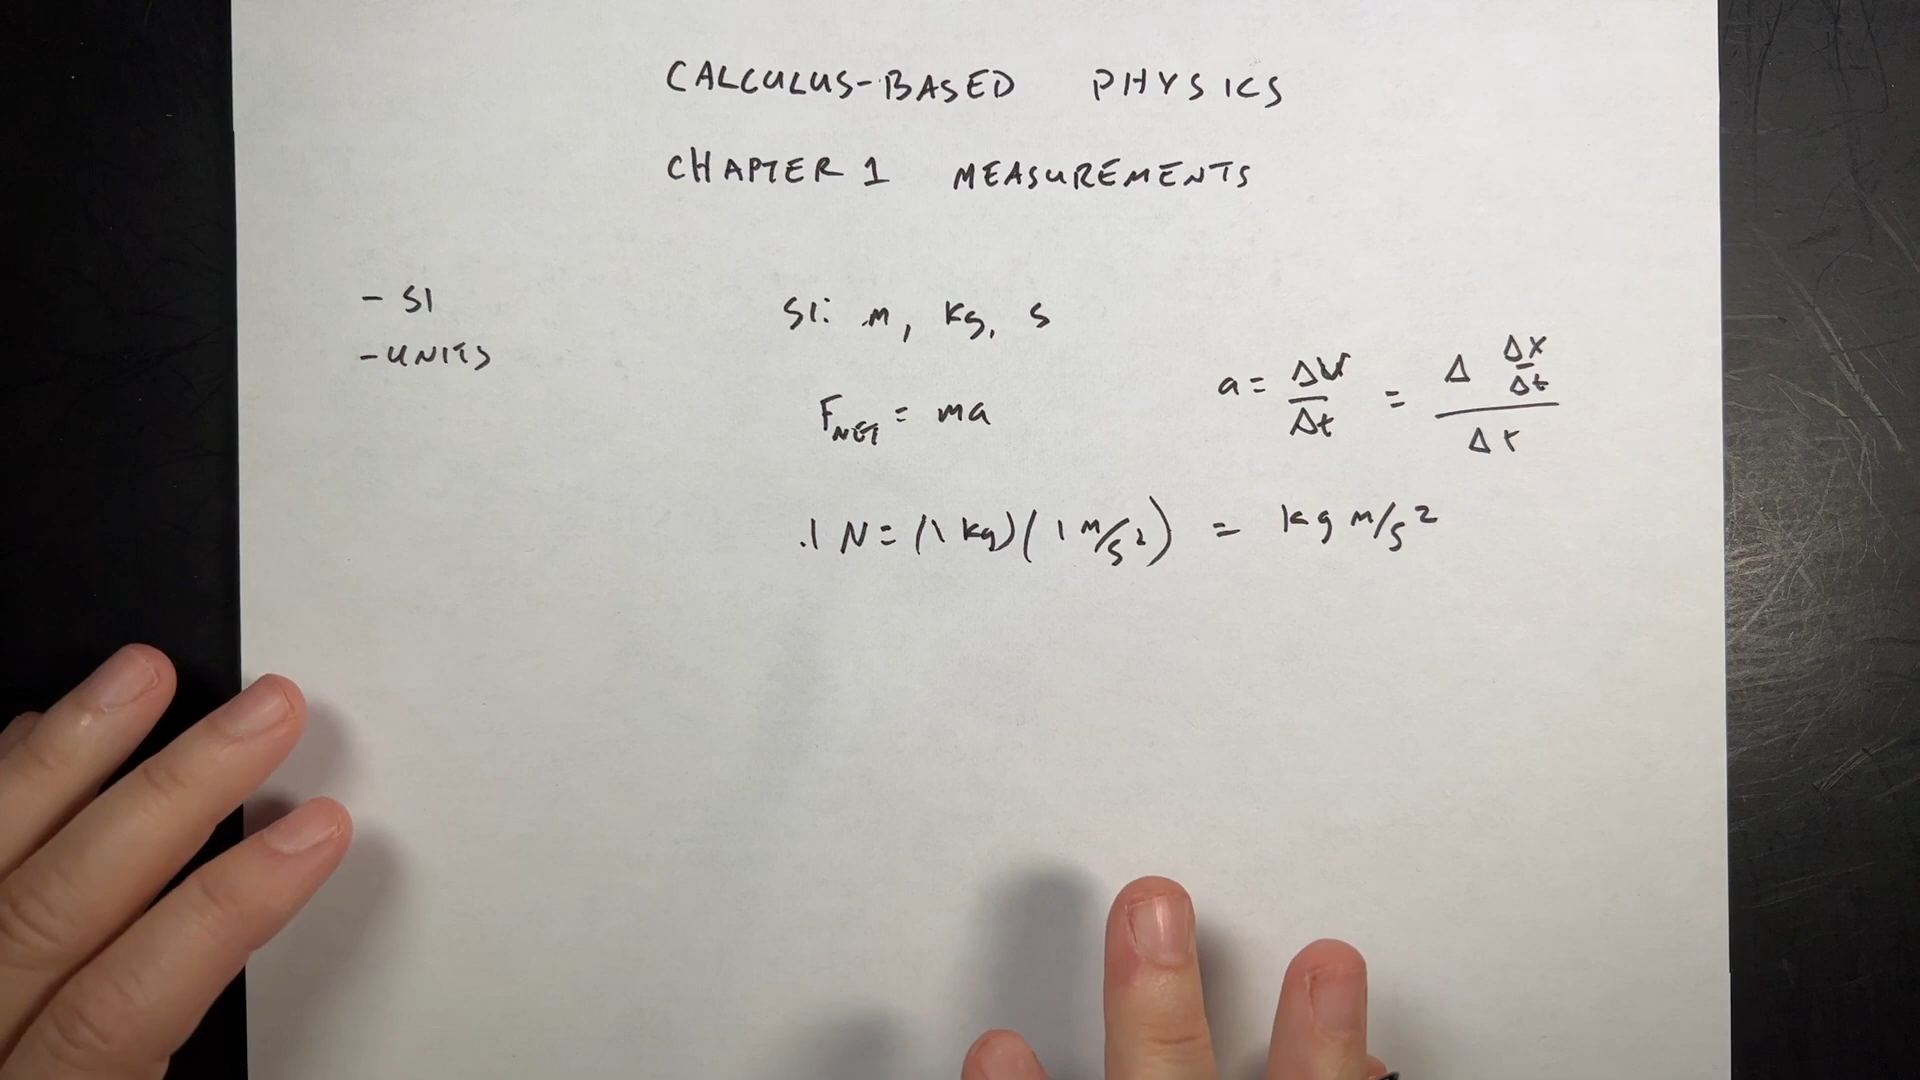 CALCULUS-BASED PHYSICS
CHAPTER 1 MEASUREMENTS
- SI
- UNITS
SI: m, kg, s
F_NET = ma
a = Δv/Δt = Δ (Δx/Δt)/Δt
1 N = (1 kg)(1 m/s²) = kg m/s²